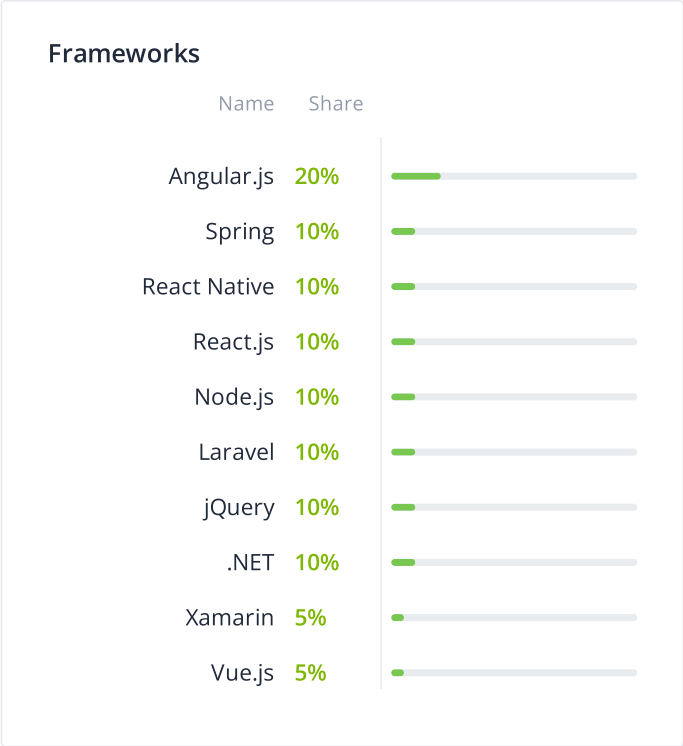 Frameworks
Name Share
Angular.js 20%
Spring 10%
React Native 10%
React.js 10%
Node.js 10%
Laravel 10%
jQuery 10%
.NET 10%
Xamarin 5%
Vue.js 5%